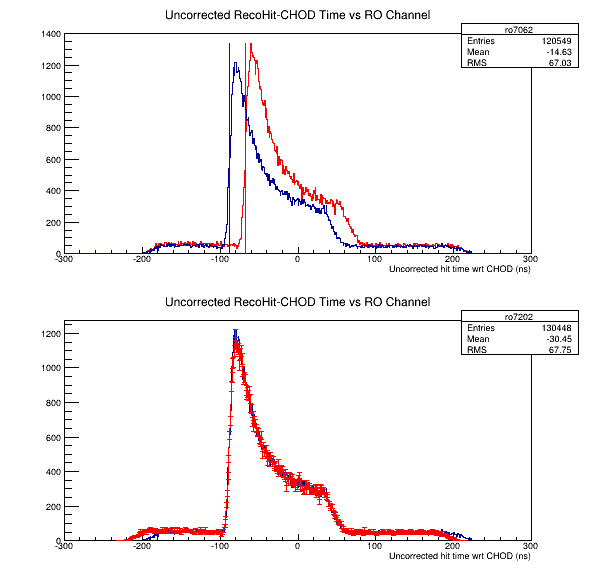 Uncorrected RecoHit-CHOD Time vs RO Channel
ro7062
Entries 120549
Mean -14.63
RMS 67.03
1400
1200
1000
800
600
400
200
0
-300 -200 -100 0 100 200 300
Uncorrected hit time wrt CHOD (ns)
Uncorrected RecoHit-CHOD Time vs RO Channel
ro7202
Entries 130448
Mean -30.45
RMS 67.75
1200
1000
800
600
400
200
0
-300 -200 -100 0 100 200 300
Uncorrected hit time wrt CHOD (ns)